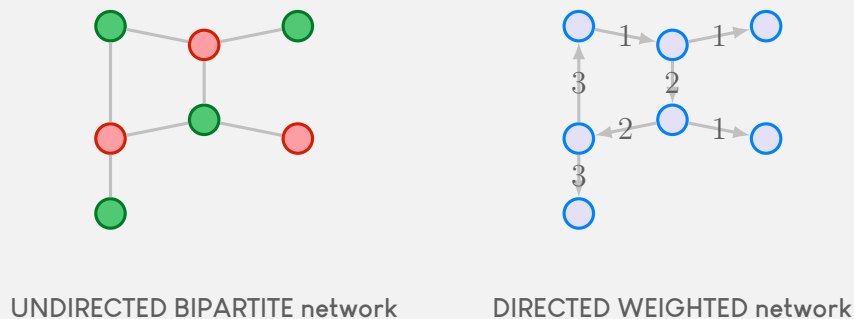 1 1
3 2
2 1
3
UNDIRECTED BIPARTITE network
DIRECTED WEIGHTED network